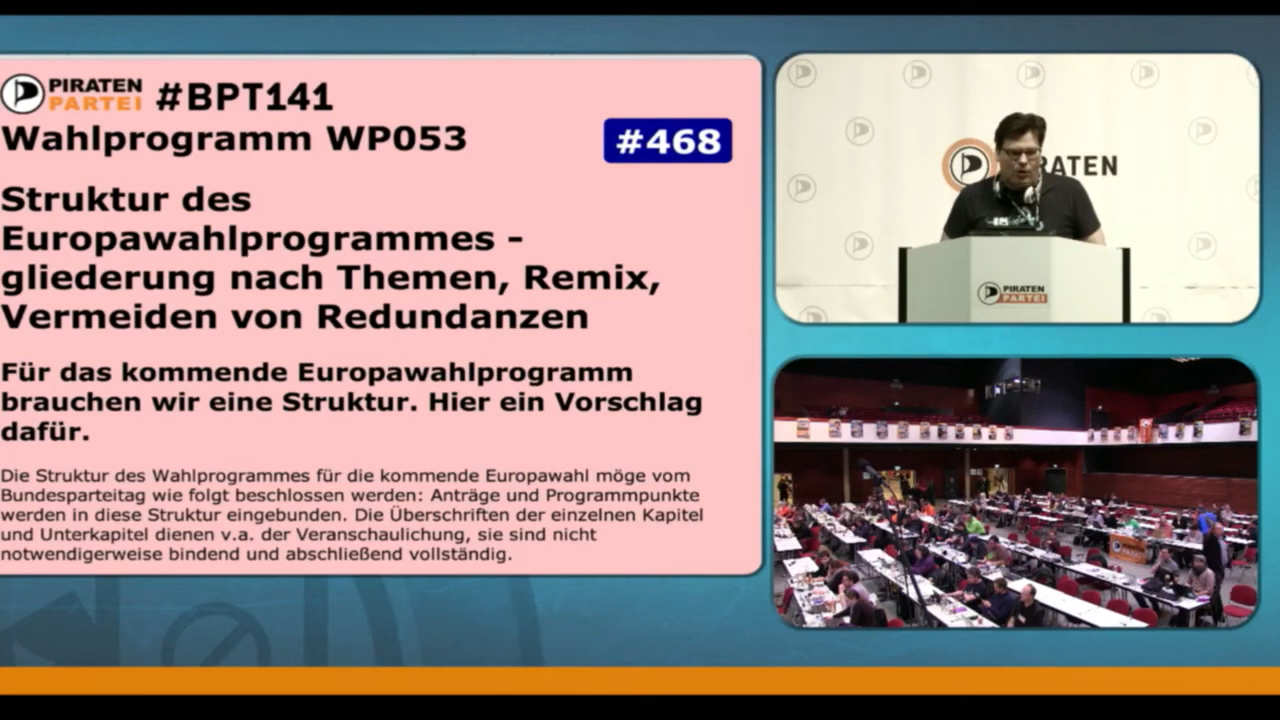 PIRATEN
PARTEI
#BPT141
Wahlprogramm WP053
#468
Struktur des
Europawahlprogrammes -
gliederung nach Themen, Remix,
Vermeiden von Redundanzen
Für das kommende Europawahlprogramm
brauchen wir eine Struktur. Hier ein Vorschlag
dafür.
Die Struktur des Wahlprogrammes für die kommende Europawahl möge vom
Bundesparteitag wie folgt beschlossen werden: Anträge und Programmpunkte
werden in diese Struktur eingebunden. Die Überschriften der einzelnen Kapitel
und Unterkapitel dienen v.a. der Veranschaulichung, sie sind nicht
notwendigerweise bindend und abschließend vollständig.
RATEN
PIRATEN
PARTEI